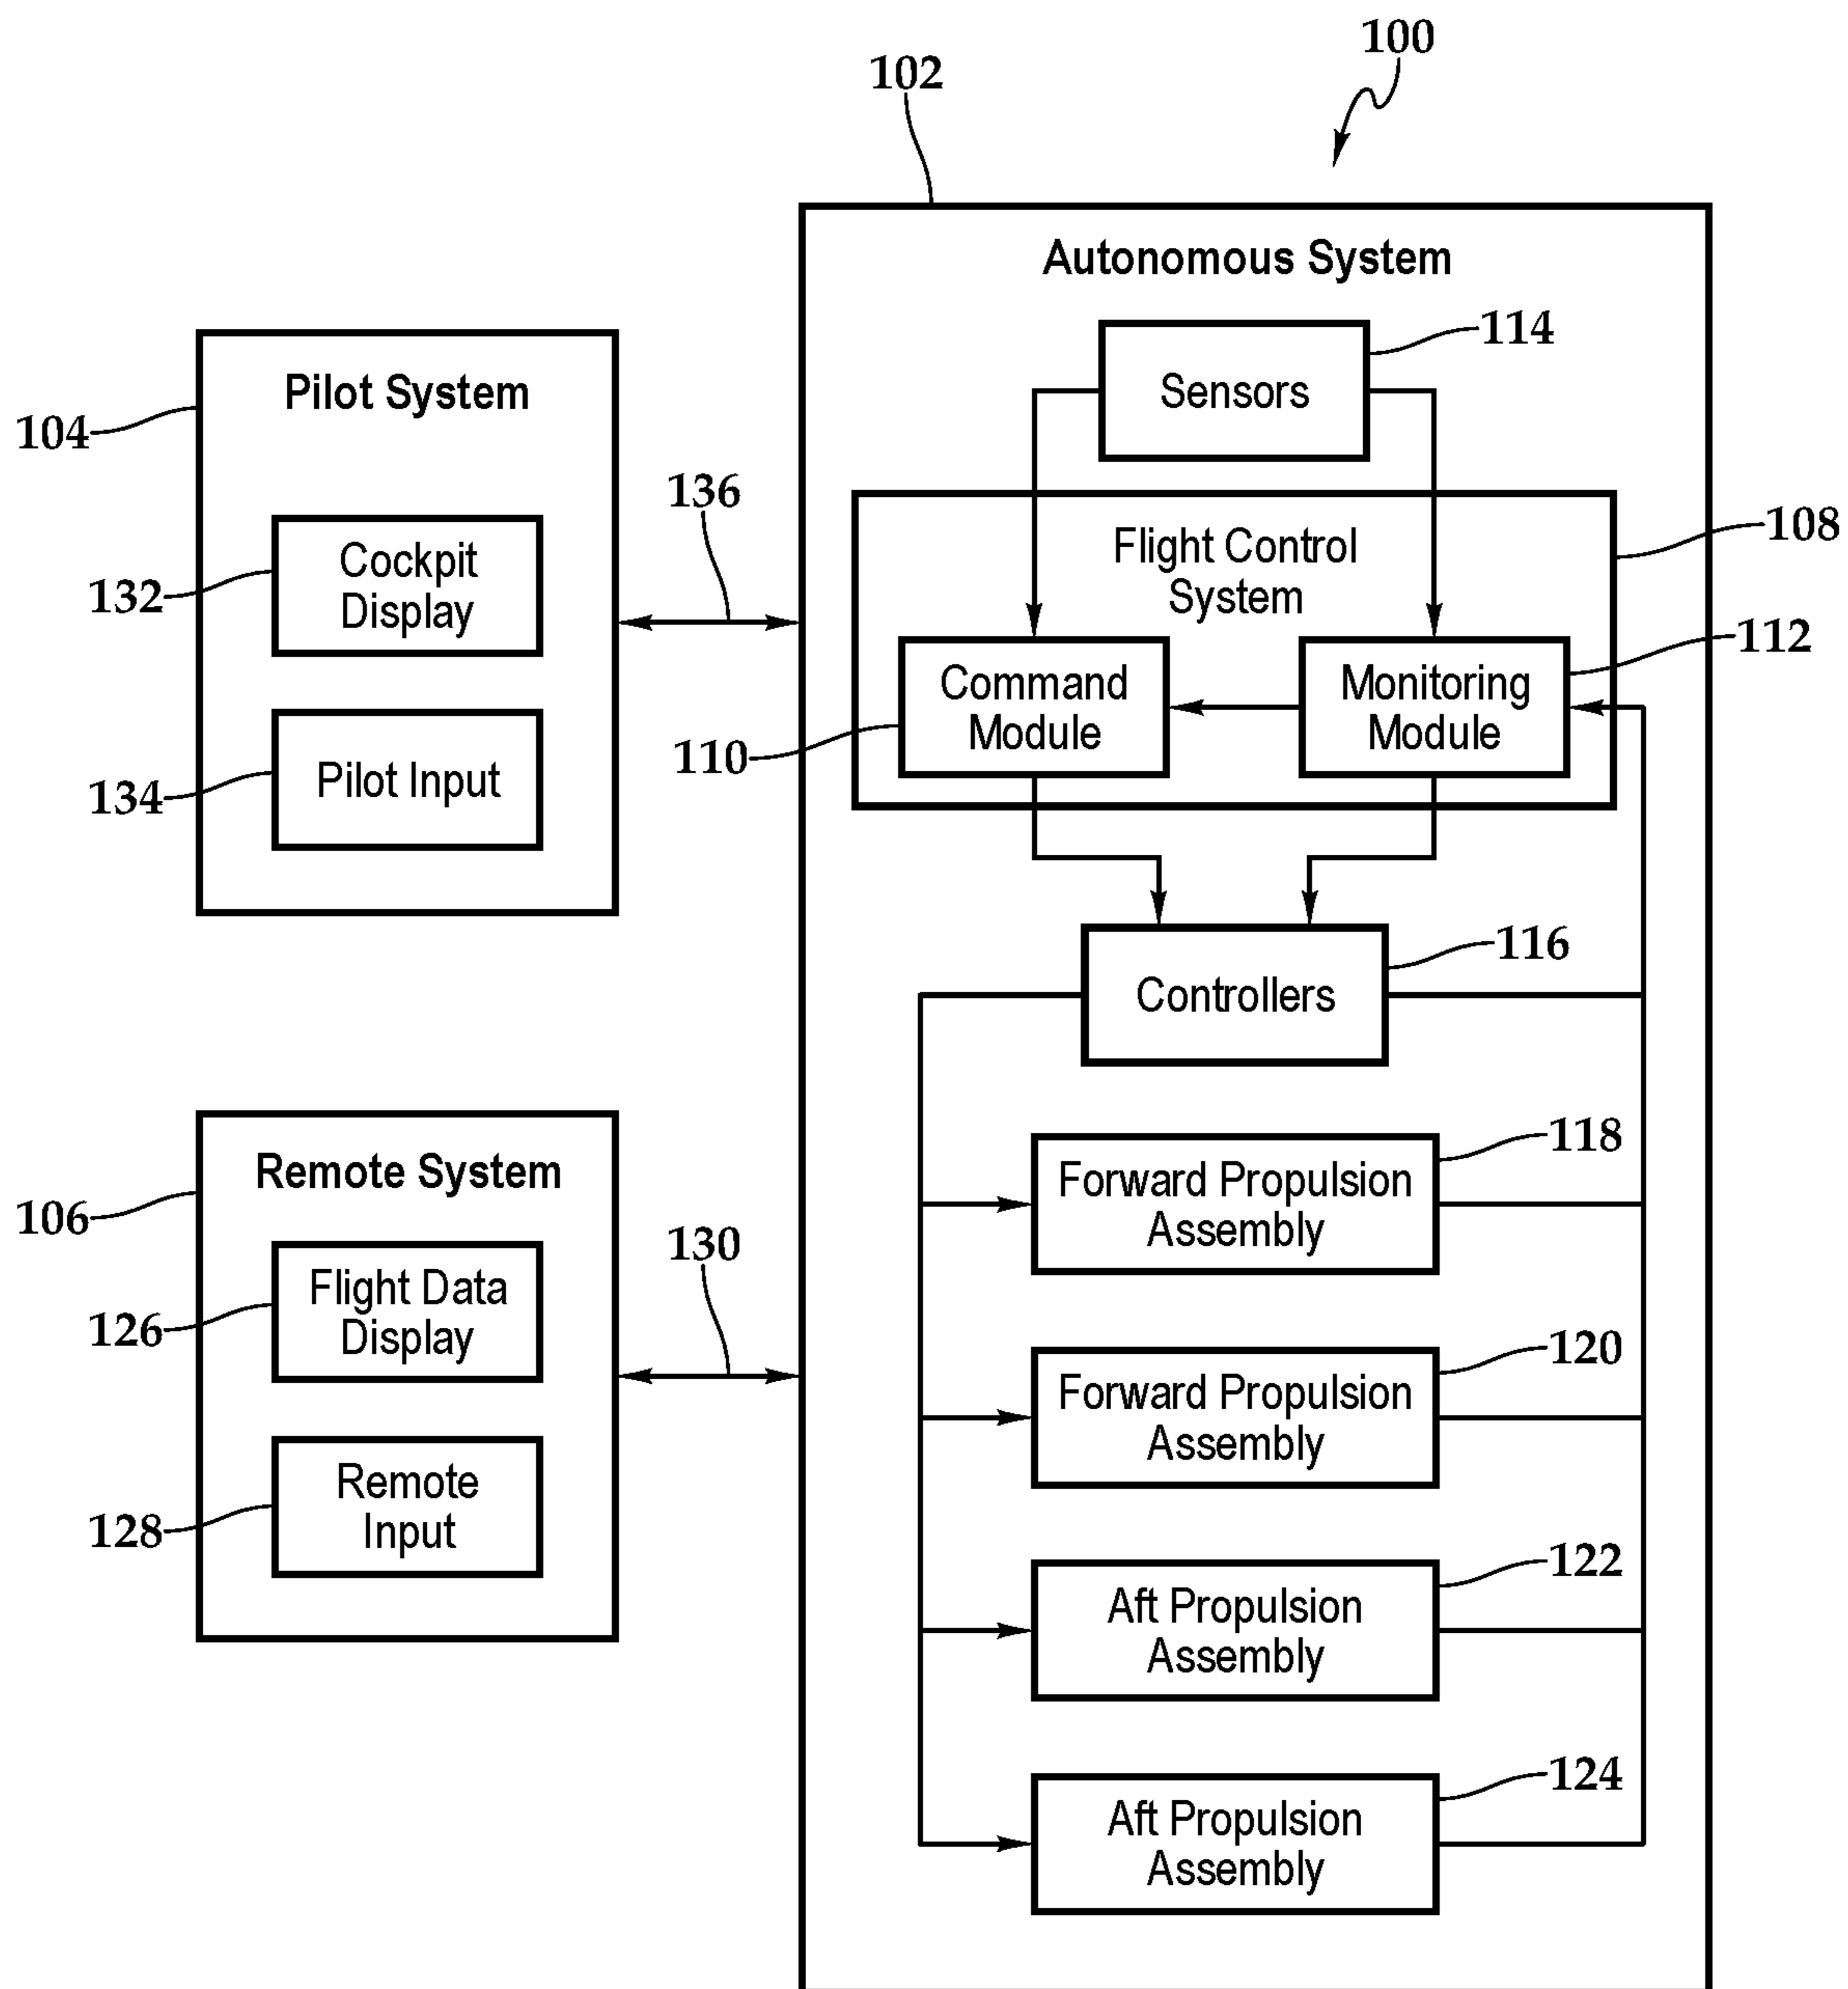 100
102
Autonomous System
114
Sensors
Pilot System
104
136
108
Flight Control
System
Cockpit
Display
132
112
Command
Module
Monitoring
Module
110
Pilot Input
134
116
Controllers
118
Forward Propulsion
Assembly
Remote System
106
130
Flight Data
Display
126
120
Forward Propulsion
Assembly
Remote
Input
128
122
Aft Propulsion
Assembly
124
Aft Propulsion
Assembly